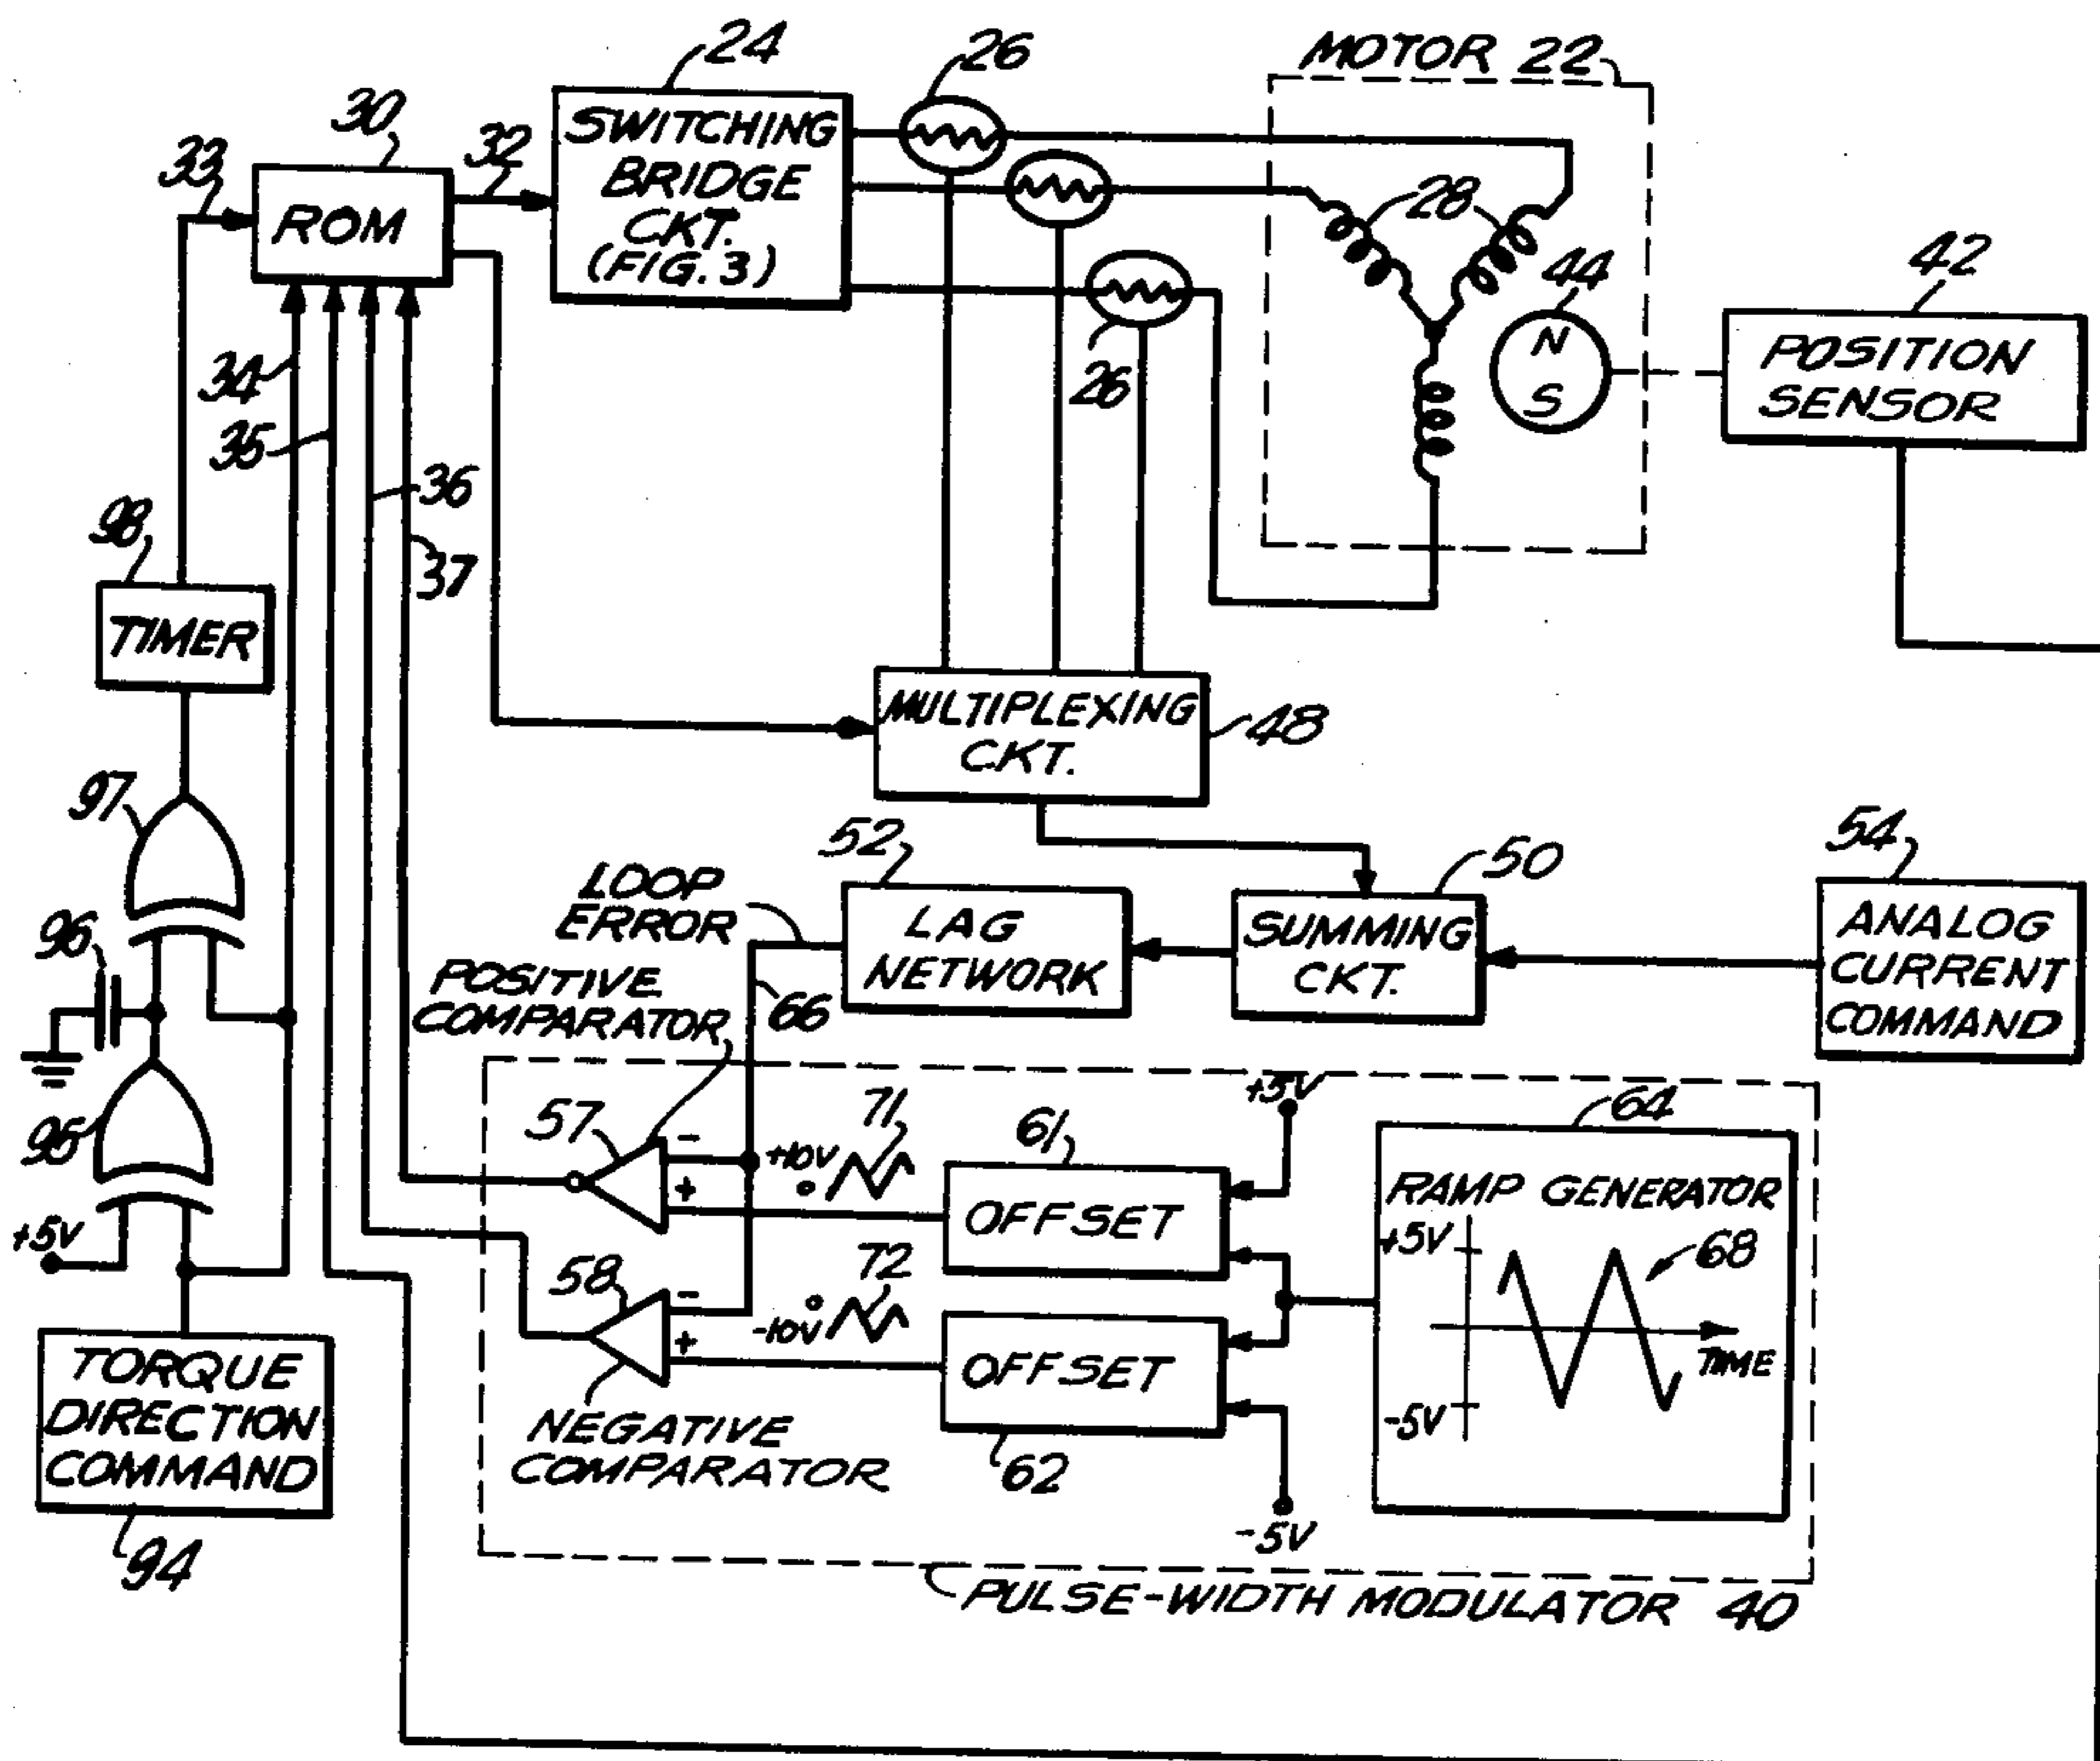 24
26
MOTOR 22
30
33
32
SWITCHING
BRIDGE
CKT.
(FIG. 3)
ROM
28
44
N
S
42
POSITION
SENSOR
34
35
26
36
37
98
TIMER
MULTIPLEXING
CKT.
48
97
52
50
54
LOOP
ERROR
LAG
NETWORK
SUMMING
CKT.
ANALOG
CURRENT
COMMAND
96
POSITIVE
COMPARATOR
66
95
57
71
+10V
0
61
+5V
64
OFFSET
RAMP GENERATOR
+5V
68
TIME
-5V
- 
+
+5V
58
72
0
-10V
-
+
OFFSET
62
-5V
NEGATIVE
COMPARATOR
TORQUE
DIRECTION
COMMAND
94
PULSE-WIDTH MODULATOR 40